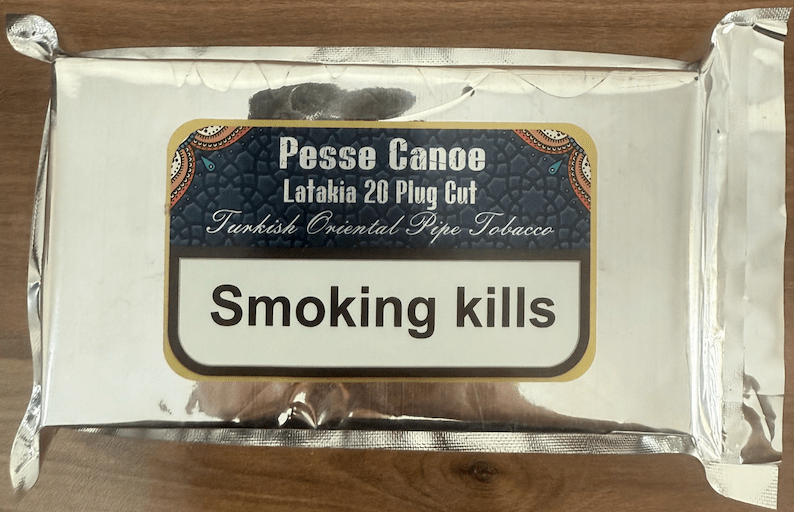 Pesse Canoe
Latakia 20 Plug Cut
Turkish Oriental Pipe Tobacco
Smoking kills